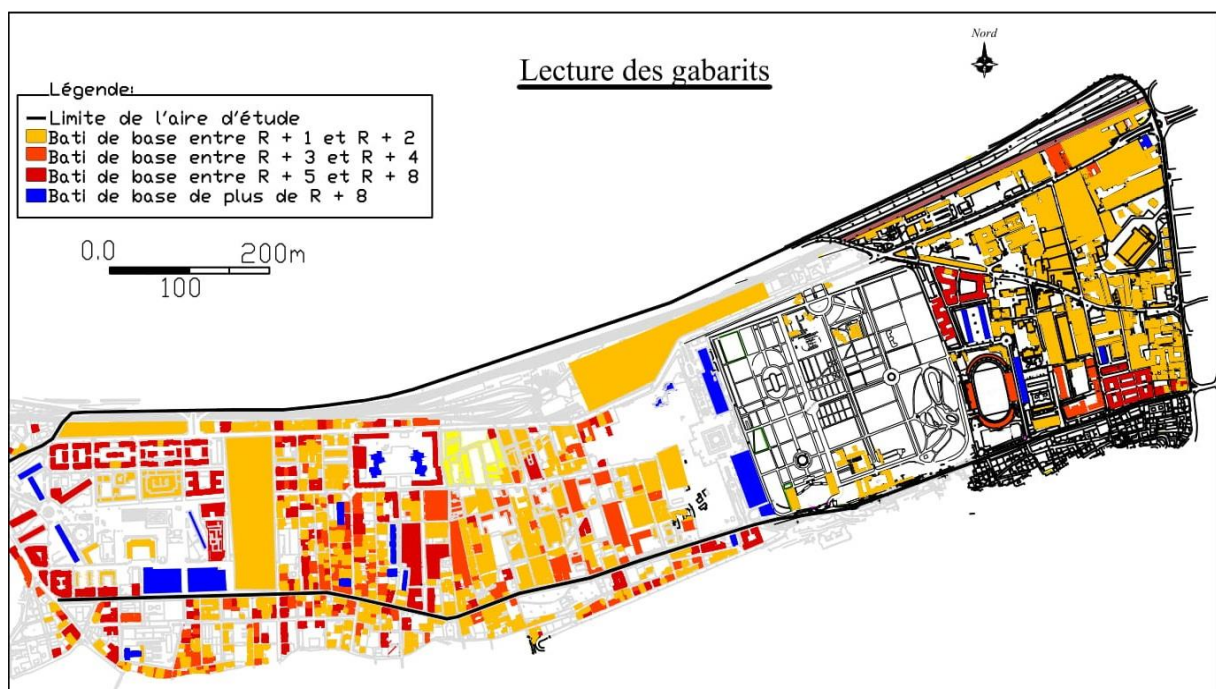 Nord
Lecture des gabarits
Légende:
Limite de l'aire d'étude
Bati de base entre R + 1 et R + 2
Bati de base entre R + 3 et R + 4
Bati de base entre R + 5 et R + 8
Bati de base de plus de R + 8
0.0 200m
100